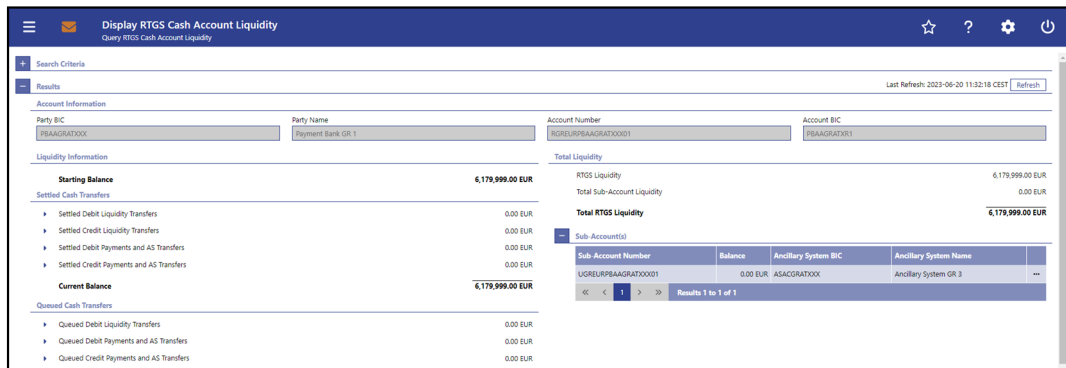 Display RTGS Cash Account Liquidity
Query RTGS Cash Account Liquidity
Search Criteria
Results
Last Refresh: 2023-06-20 11:32:18 CEST Refresh
Account Information
Party BIC Party Name Account Number Account BIC
PBAAGRATXXX Payment Bank GR 1 RGREURPBAAGRATXXX01 PBAAGRATXR1
Liquidity Information
Starting Balance 6,179,999.00 EUR
Settled Cash Transfers
Settled Debit Liquidity Transfers 0.00 EUR
Settled Credit Liquidity Transfers 0.00 EUR
Settled Debit Payments and AS Transfers 0.00 EUR
Settled Credit Payments and AS Transfers 0.00 EUR
Current Balance 6,179,999.00 EUR
Queued Cash Transfers
Queued Debit Liquidity Transfers 0.00 EUR
Queued Debit Payments and AS Transfers 0.00 EUR
Queued Credit Payments and AS Transfers 0.00 EUR
Total Liquidity
RTGS Liquidity 6,179,999.00 EUR
Total Sub-Account Liquidity 0.00 EUR
Total RTGS Liquidity 6,179,999.00 EUR
Sub-Account(s)
Sub-Account Number Balance Ancillary System BIC Ancillary System Name
UGREURPBAAGRATXXX01 0.00 EUR ASACGRATXXX Ancillary System GR 3 ...
« < 1 > » Results 1 to 1 of 1